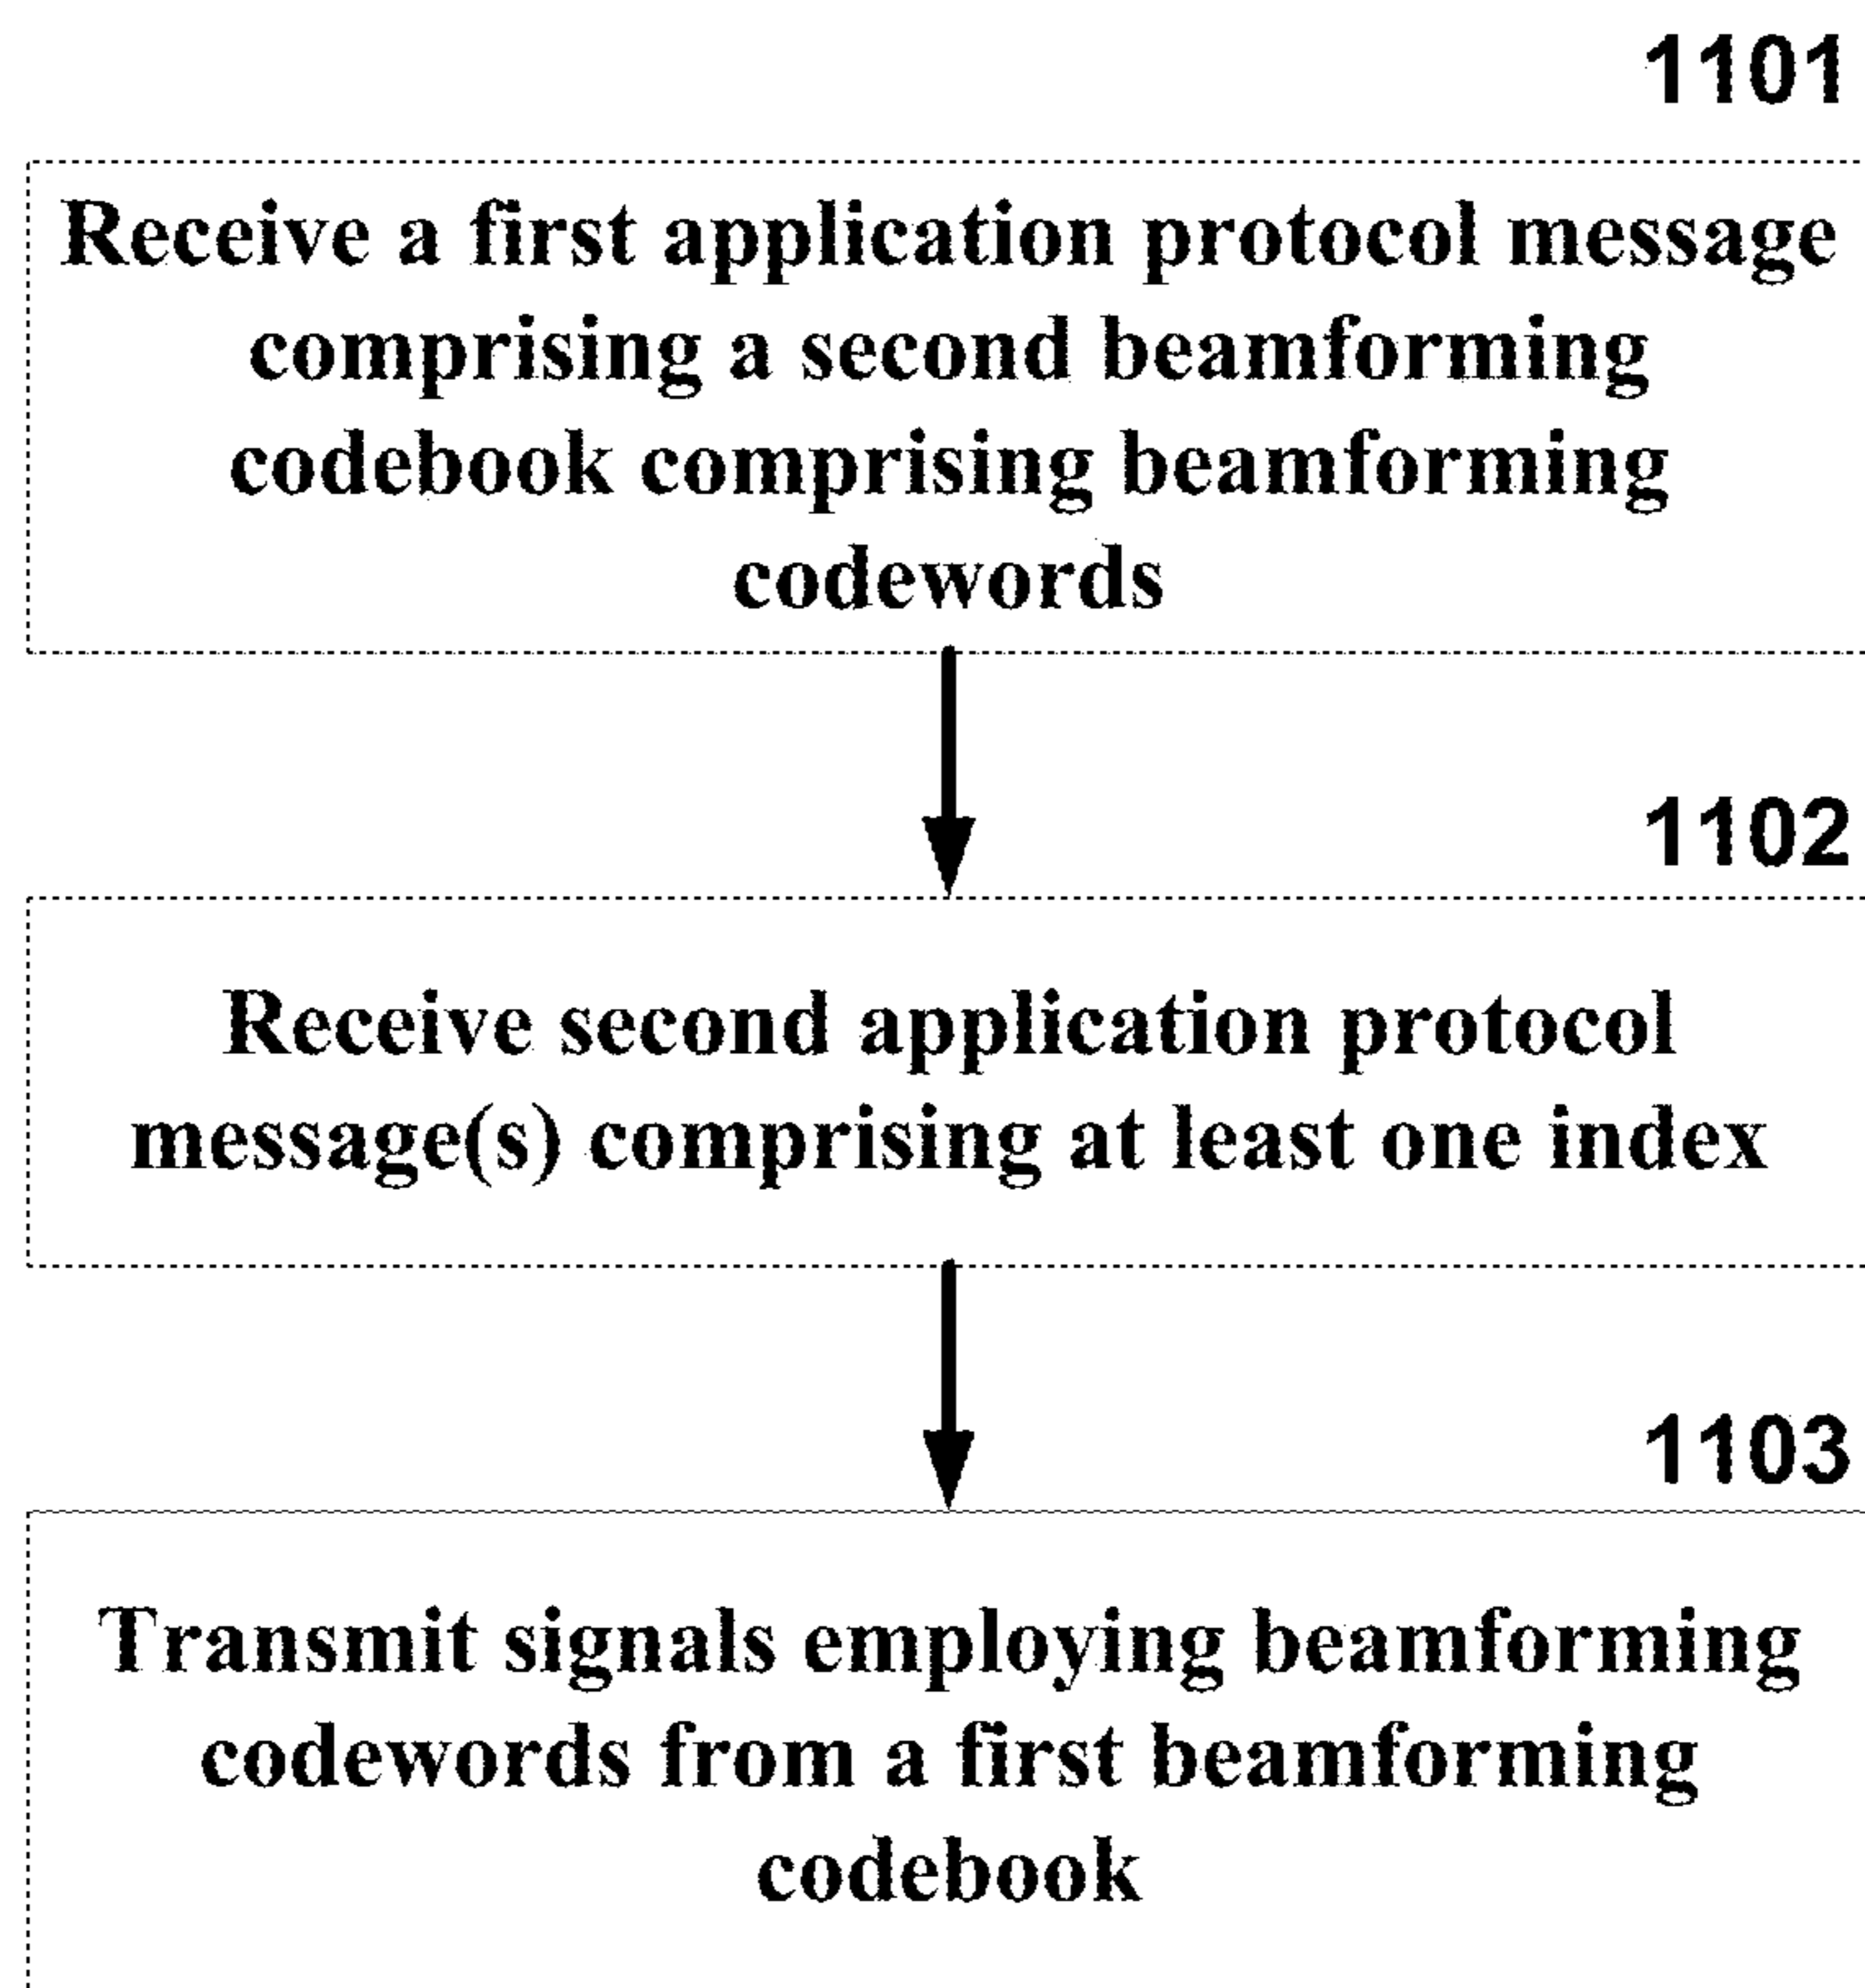 1101
Receive a first application protocol message
comprising a second beamforming
codebook comprising beamforming
codewords
1102
Receive second application protocol
message(s) comprising at least one index
1103
Transmit signals employing beamforming
codewords from a first beamforming
codebook